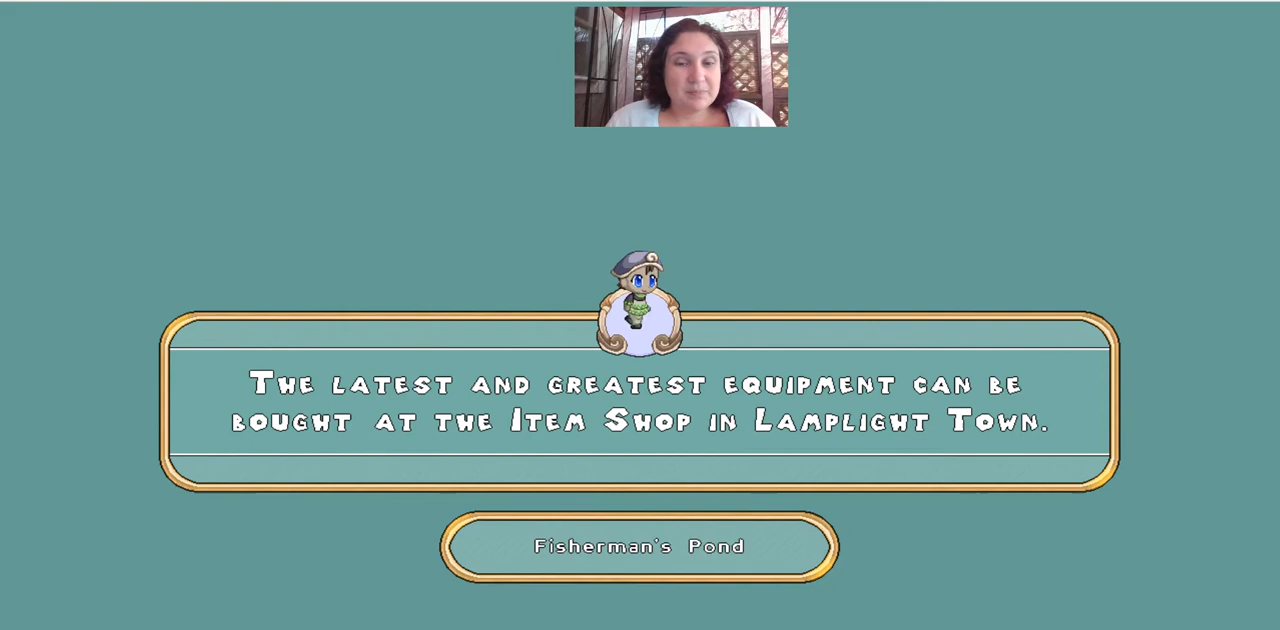 The latest and greatest equipment can be
bought at the Item Shop in Lamplight Town.
Fisherman's Pond